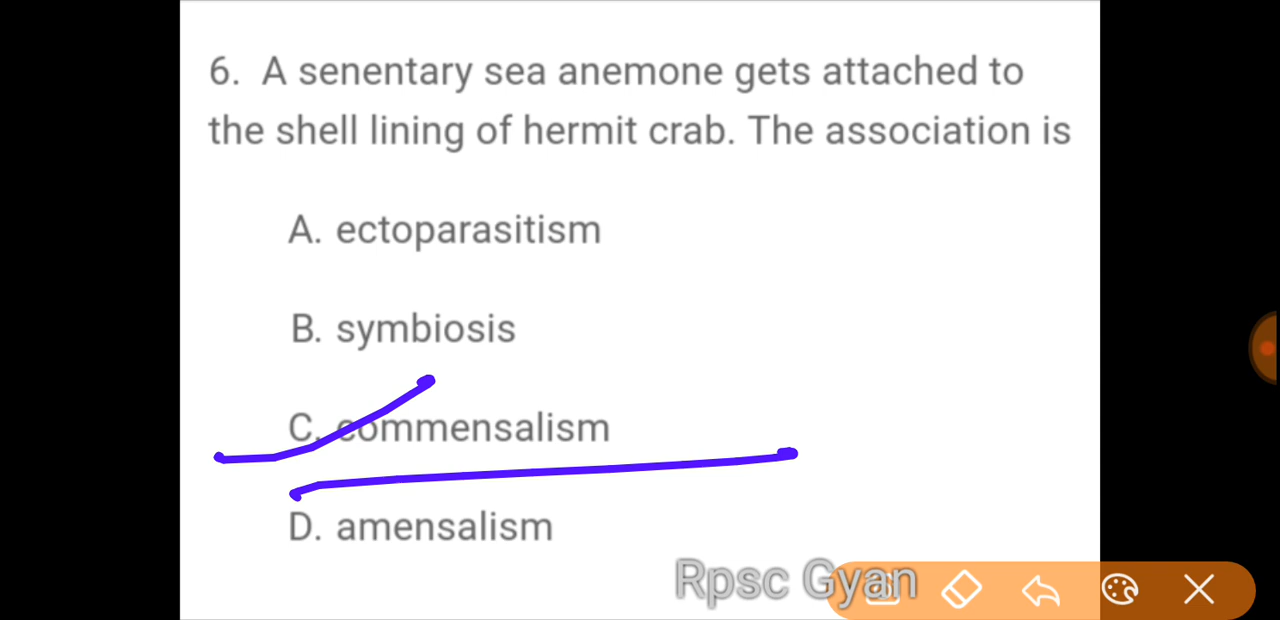 6. A senentary sea anemone gets attached to
the shell lining of hermit crab. The association is
A. ectoparasitism
B. symbiosis
C. commensalism
D. amensalism
Rpsc Gyan